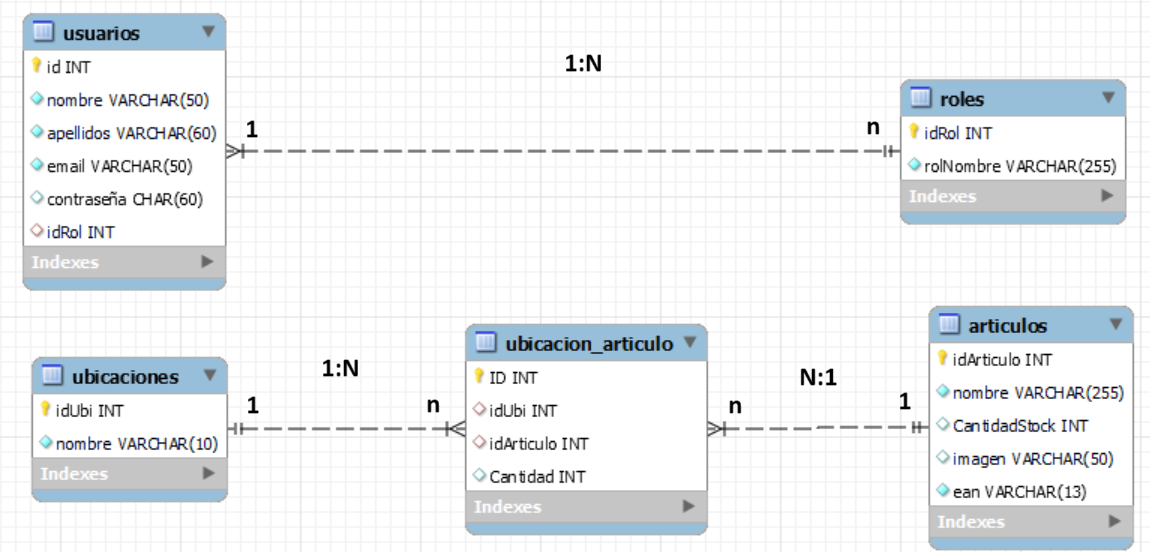 usuarios
id INT
nombre VARCHAR(50)
apellidos VARCHAR(60)
email VARCHAR(50)
contraseña CHAR(60)
idRol INT
Indexes
1
1:N
n
roles
idRol INT
rolNombre VARCHAR(255)
Indexes
ubicaciones
idUbi INT
nombre VARCHAR(10)
Indexes
1
1:N
n
ubicacion_articulo
ID INT
idUbi INT
idArticulo INT
Cantidad INT
Indexes
n
N:1
1
articulos
idArticulo INT
nombre VARCHAR(255)
CantidadStock INT
imagen VARCHAR(50)
ean VARCHAR(13)
Indexes